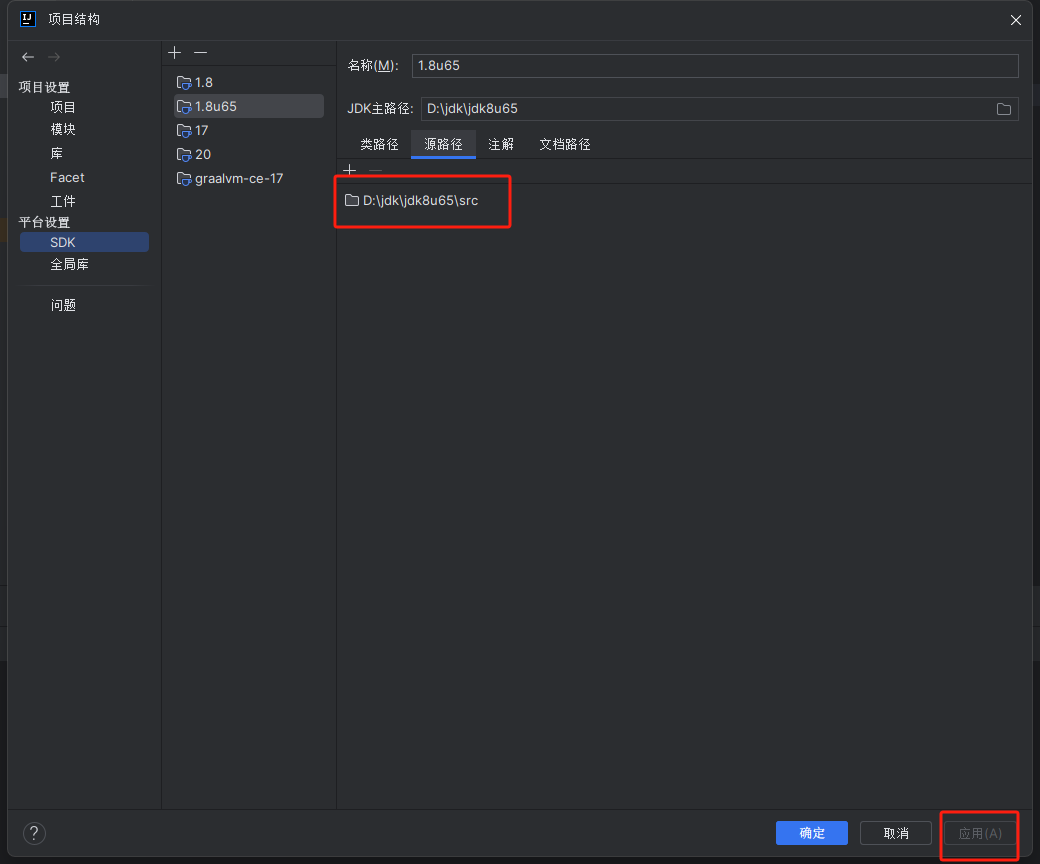 项目结构
项目设置
项目
模块
库
Facet
工件
平台设置
SDK
全局库
问题
1.8
1.8u65
17
20
graalvm-ce-17
名称(M): 1.8u65
JDK主路径: D:\jdk\jdk8u65
类路径 源路径 注解 文档路径
D:\jdk\jdk8u65\src
? 确定 取消 应用(A)